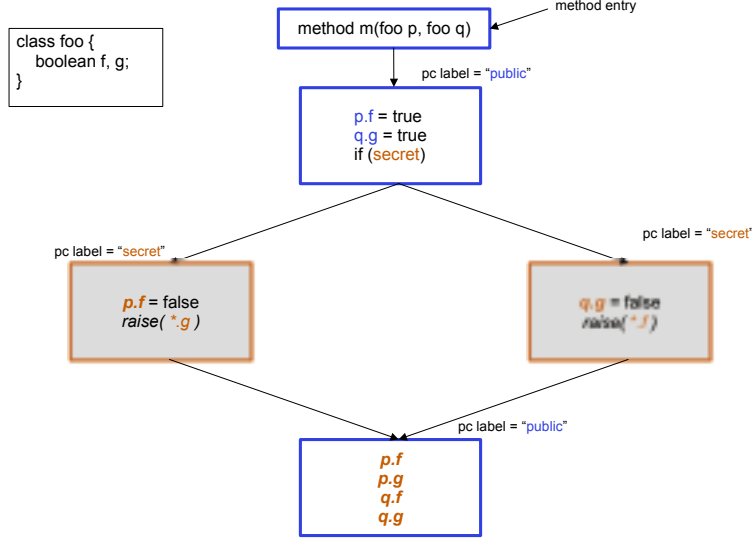 method entry
method m(foo p, foo q)
class foo {
boolean f, g;
}
pc label = “public”
p.f = true
q.g = true
if (secret)
pc label = “secret”
pc label = “secret”
p.f = false
raise( *.g )
q.g = false
raise( *.f )
pc label = “public”
p.f
p.g
q.f
q.g